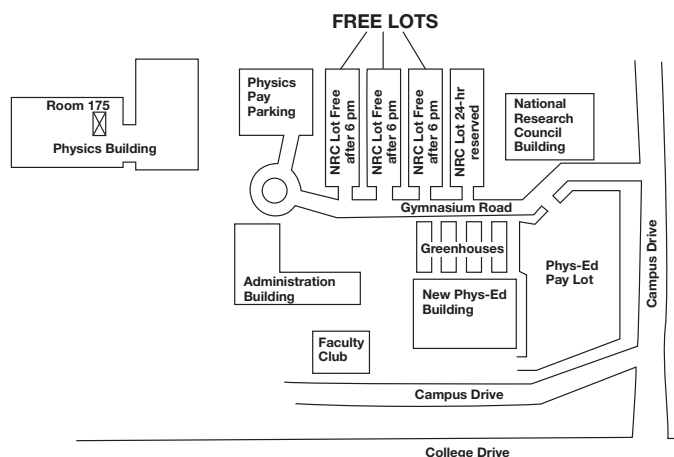 FREE LOTS
Room 175
Physics Building
Physics
Pay
Parking
NRC Lot Free
after 6 pm
NRC Lot Free
after 6 pm
NRC Lot Free
after 6 pm
NRC Lot 24-hr
reserved
National
Research
Council
Building
Gymnasium Road
Greenhouses
Administration
Building
New Phys-Ed
Building
Phys-Ed
Pay Lot
Campus Drive
Faculty
Club
Campus Drive
College Drive